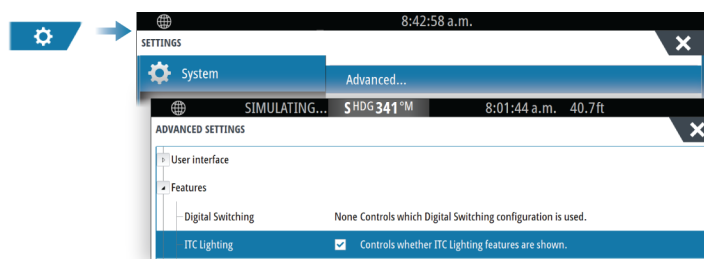 8:42:58 a.m.
SETTINGS
System
Advanced...
SIMULATING... S HDG 341 °M 8:01:44 a.m. 40.7ft
ADVANCED SETTINGS
User interface
Features
Digital Switching None Controls which Digital Switching configuration is used.
ITC Lighting Controls whether ITC Lighting features are shown.